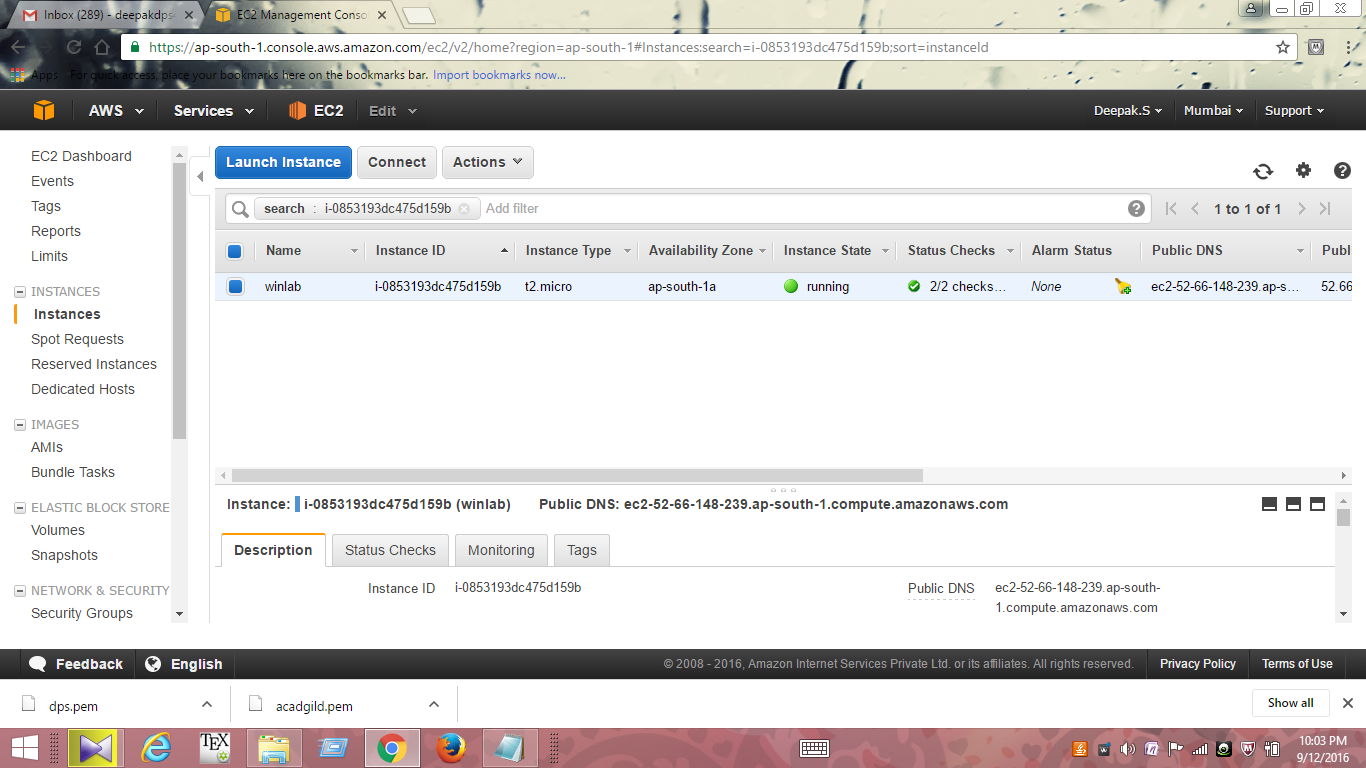 Inbox (289) - deepakdps
EC2 Management Conso
https://ap-south-1.console.aws.amazon.com/ec2/v2/home?region=ap-south-1#Instances:search=i-0853193dc475d159b;sort=instanceId
Apps For quick access, place your bookmarks here on the bookmarks bar. Import bookmarks now...
AWS Services EC2 Edit Deepak.S Mumbai Support
EC2 Dashboard
Events
Tags
Reports
Limits
INSTANCES
Instances
Spot Requests
Reserved Instances
Dedicated Hosts
IMAGES
AMIs
Bundle Tasks
ELASTIC BLOCK STORE
Volumes
Snapshots
NETWORK & SECURITY
Security Groups
Launch Instance Connect Actions
search : i-0853193dc475d159b Add filter 1 to 1 of 1
Name Instance ID Instance Type Availability Zone Instance State Status Checks Alarm Status Public DNS Publ
winlab i-0853193dc475d159b t2.micro ap-south-1a running 2/2 checks... None ec2-52-66-148-239.ap-s... 52.66
Instance: i-0853193dc475d159b (winlab) Public DNS: ec2-52-66-148-239.ap-south-1.compute.amazonaws.com
Description Status Checks Monitoring Tags
Instance ID i-0853193dc475d159b Public DNS ec2-52-66-148-239.ap-south-
1.compute.amazonaws.com
Feedback English © 2008 - 2016, Amazon Internet Services Private Ltd. or its affiliates. All rights reserved. Privacy Policy Terms of Use
dps.pem acadgild.pem Show all
TEX
10:03 PM
9/12/2016